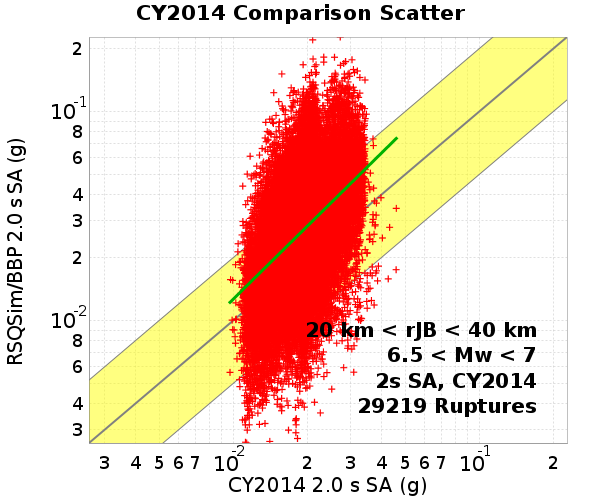 CY2014 Comparison Scatter
RSQSim/BBP 2.0 s SA (g)
2
10-1
8
6
4
3
2
10-2
8
6
4
3
20 km < rJB < 40 km
6.5 < Mw < 7
2s SA, CY2014
29219 Ruptures
3 4 5 6 7 10-2 2 3 4 5 6 7 10-1 2
CY2014 2.0 s SA (g)